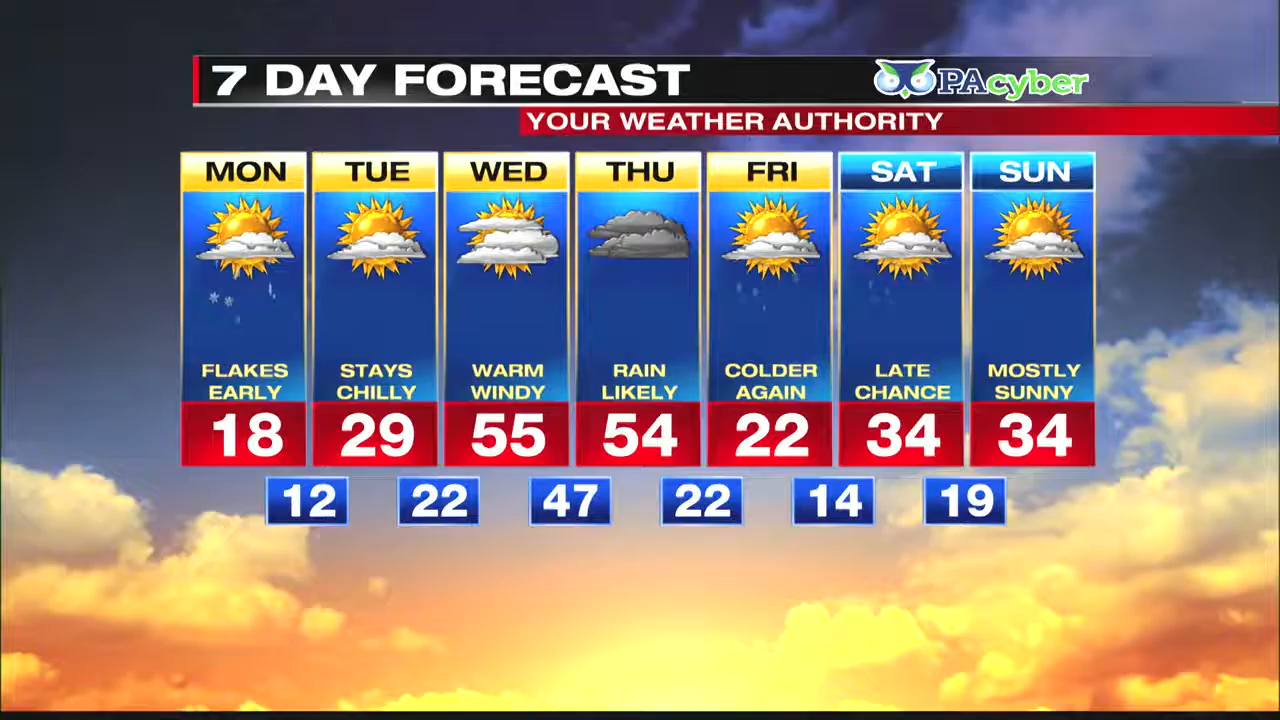 7 DAY FORECAST
PAcyber
YOUR WEATHER AUTHORITY
MON TUE WED THU FRI SAT SUN
FLAKES STAYS WARM RAIN COLDER LATE MOSTLY
EARLY CHILLY WINDY LIKELY AGAIN CHANCE SUNNY
18 29 55 54 22 34 34
12 22 47 22 14 19